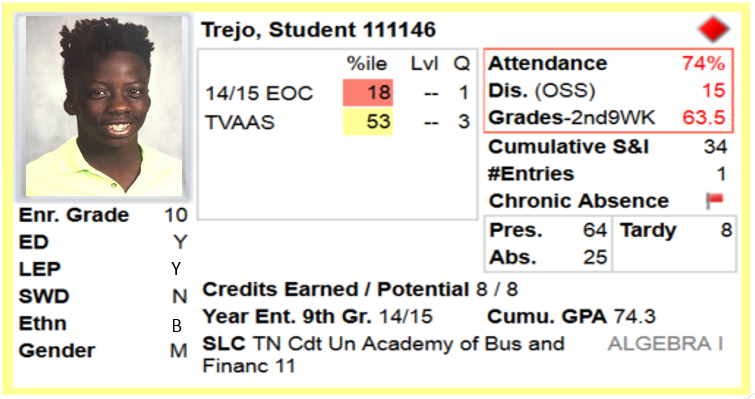 Trejo, Student 111146
%ile Lvl Q
14/15 EOC 18 -- 1
TVAAS 53 -- 3
Attendance 74%
Dis. (OSS) 15
Grades-2nd9WK 63.5
Cumulative S&I 34
#Entries 1
Chronic Absence
Pres. 64 Tardy 8
Abs. 25
Enr. Grade 10
ED Y
LEP Y
SWD N
Ethn B
Gender M
Credits Earned / Potential 8 / 8
Year Ent. 9th Gr. 14/15 Cumu. GPA 74.3
SLC TN Cdt Un Academy of Bus and ALGEBRA I
Financ 11